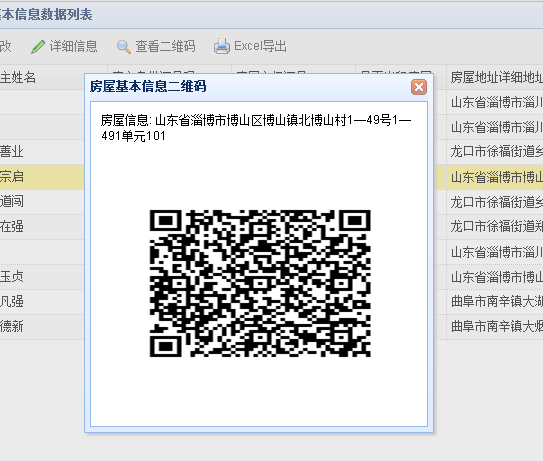 基本信息数据列表
改 详细信息 查看二维码 Excel导出
主姓名 房屋地址详细地址
房屋基本信息二维码
房屋信息: 山东省淄博市博山区博山镇北博山村1—49号1—
491单元101
山东省淄博市淄川
山东省淄博市淄川
善业 龙口市徐福街道乡
宗启 山东省淄博市博山
道闯 龙口市徐福街道乡
在强 龙口市徐福街道郑
山东省淄博市淄川
玉贞 山东省淄博市博山
凡强 曲阜市南辛镇大湖
德新 曲阜市南辛镇大烟